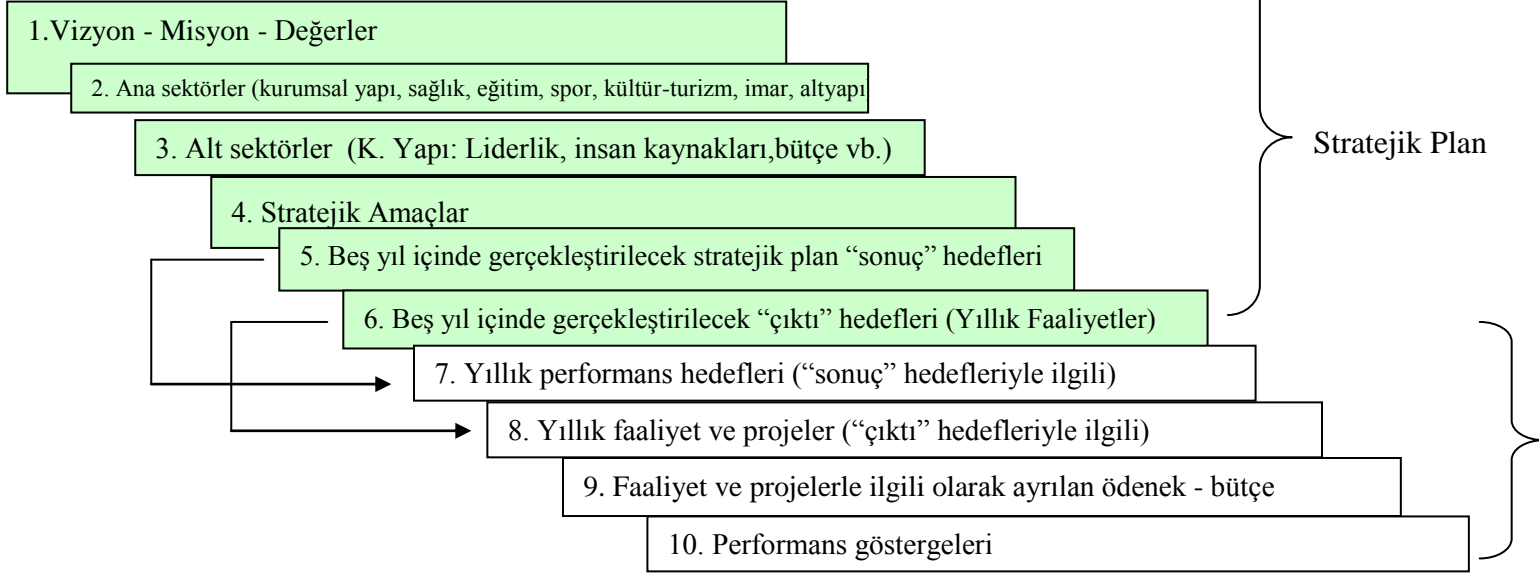 1.Vizyon - Misyon - Değerler
2. Ana sektörler (kurumsal yapı, sağlık, eğitim, spor, kültür-turizm, imar, altyapı
3. Alt sektörler (K. Yapı: Liderlik, insan kaynakları,bütçe vb.)
Stratejik Plan
4. Stratejik Amaçlar
5. Beş yıl içinde gerçekleştirilecek stratejik plan “sonuç” hedefleri
6. Beş yıl içinde gerçekleştirilecek “çıktı” hedefleri (Yıllık Faaliyetler)
7. Yıllık performans hedefleri (“sonuç” hedefleriyle ilgili)
8. Yıllık faaliyet ve projeler (“çıktı” hedefleriyle ilgili)
9. Faaliyet ve projelerle ilgili olarak ayrılan ödenek - bütçe
10. Performans göstergeleri